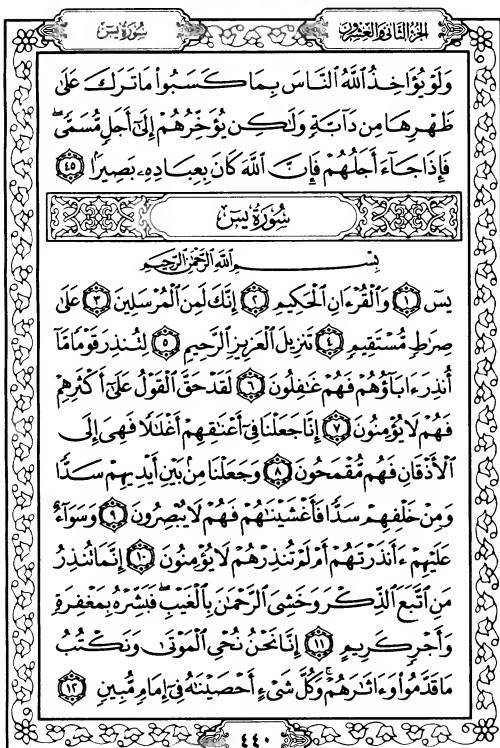 الجزء الثاني والعشرون
سُورَةُ يسٓ
وَلَوْ يُؤَاخِذُ ٱللَّهُ ٱلنَّاسَ بِمَا كَسَبُوا۟ مَا تَرَكَ عَلَىٰ
ظَهْرِهَا مِن دَآبَّةٍ وَلَٰكِن يُؤَخِّرُهُمْ إِلَىٰٓ أَجَلٍ مُّسَمًّى ۖ
فَإِذَا جَآءَ أَجَلُهُمْ فَإِنَّ ٱللَّهَ كَانَ بِعِبَادِهِۦ بَصِيرًۢا ٤٥
سُورَةُ يسٓ
بِسْمِ ٱللَّهِ ٱلرَّحْمَٰنِ ٱلرَّحِيمِ
يسٓ ١ وَٱلْقُرْءَانِ ٱلْحَكِيمِ ٢ إِنَّكَ لَمِنَ ٱلْمُرْسَلِينَ ٣ عَلَىٰ
صِرَٰطٍ مُّسْتَقِيمٍ ٤ تَنزِيلَ ٱلْعَزِيزِ ٱلرَّحِيمِ ٥ لِتُنذِرَ قَوْمًا مَّآ
أُنذِرَ ءَابَآؤُهُمْ فَهُمْ غَٰفِلُونَ ٦ لَقَدْ حَقَّ ٱلْقَوْلُ عَلَىٰٓ أَكْثَرِهِمْ
فَهُمْ لَا يُؤْمِنُونَ ٧ إِنَّا جَعَلْنَا فِىٓ أَعْنَٰقِهِمْ أَغْلَٰلًا فَهِىَ إِلَى
ٱلْأَذْقَانِ فَهُم مُّقْمَحُونَ ٨ وَجَعَلْنَا مِنۢ بَيْنِ أَيْدِيهِمْ سَدًّا
وَمِنْ خَلْفِهِمْ سَدًّا فَأَغْشَيْنَٰهُمْ فَهُمْ لَا يُبْصِرُونَ ٩ وَسَوَآءٌ
عَلَيْهِمْ ءَأَنذَرْتَهُمْ أَمْ لَمْ تُنذِرْهُمْ لَا يُؤْمِنُونَ ١٠ إِنَّمَا تُنذِرُ
مَنِ ٱتَّبَعَ ٱلذِّكْرَ وَخَشِىَ ٱلرَّحْمَٰنَ بِٱلْغَيْبِ ۖ فَبَشِّرْهُ بِمَغْفِرَةٍ
وَأَجْرٍ كَرِيمٍ ١١ إِنَّا نَحْنُ نُحْىِ ٱلْمَوْتَىٰ وَنَكْتُبُ
مَا قَدَّمُوا۟ وَءَاثَٰرَهُمْ ۚ وَكُلَّ شَىْءٍ أَحْصَيْنَٰهُ فِىٓ إِمَامٍ مُّبِينٍ ١٢
٤٤٠